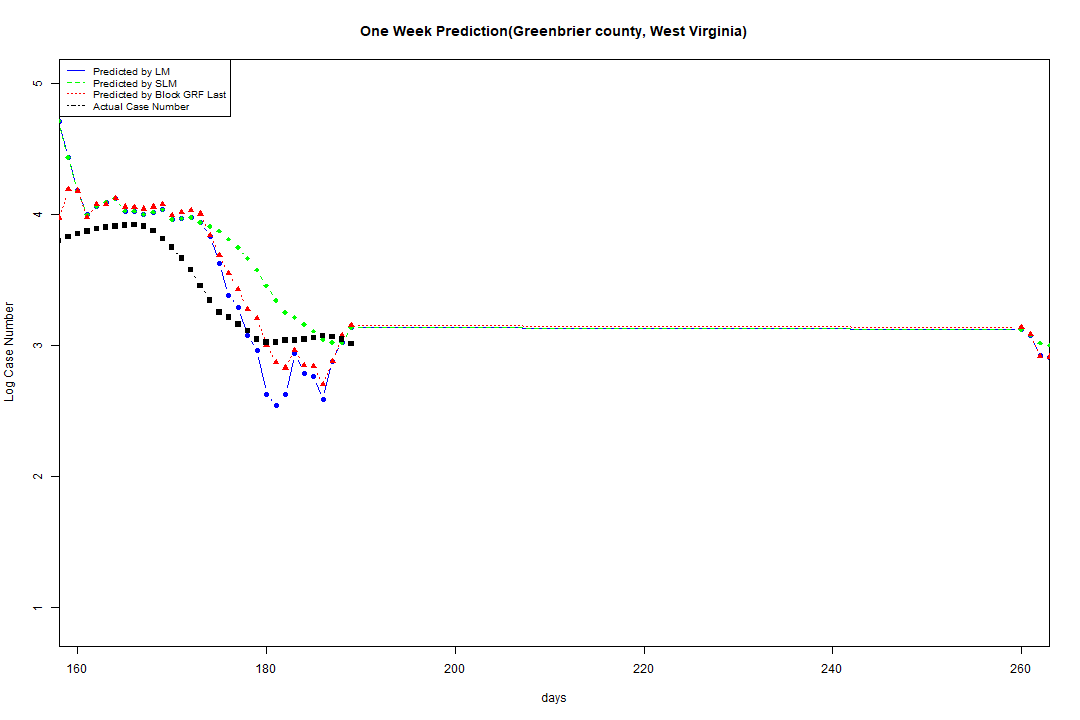 One Week Prediction(Greenbrier county, West Virginia)
Predicted by LM
Predicted by SLM
Predicted by Block GRF Last
Actual Case Number
5
4
3
2
1
Log Case Number
160 180 200 220 240 260
days